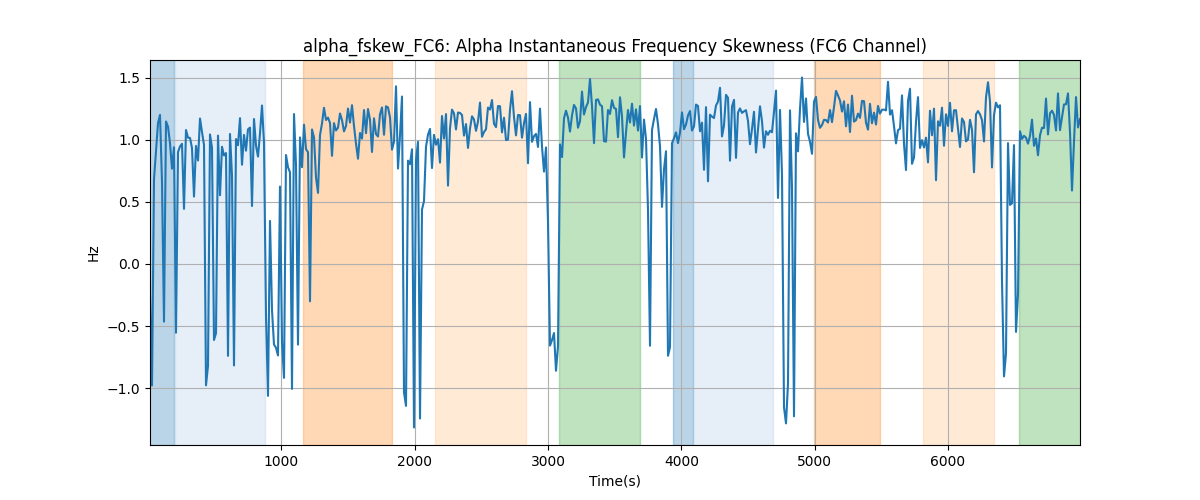 alpha_fskew_FC6: Alpha Instantaneous Frequency Skewness (FC6 Channel)
1.5
1.0
0.5
0.0
−0.5
−1.0
Hz
1000 2000 3000 4000 5000 6000
Time(s)